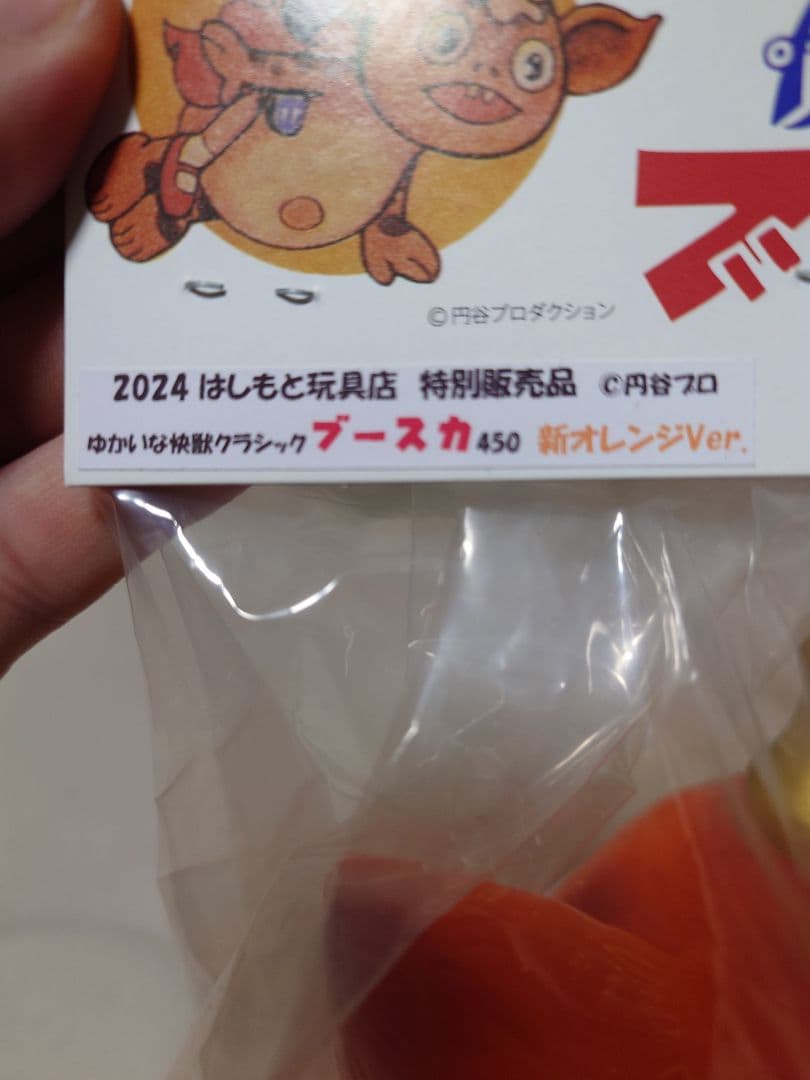 ©円谷プロダクション
2024 はしもと玩具店 特別販売品 ©円谷プロ
ゆかいな快獣クラシック ブースカ 450 新オレンジVer.